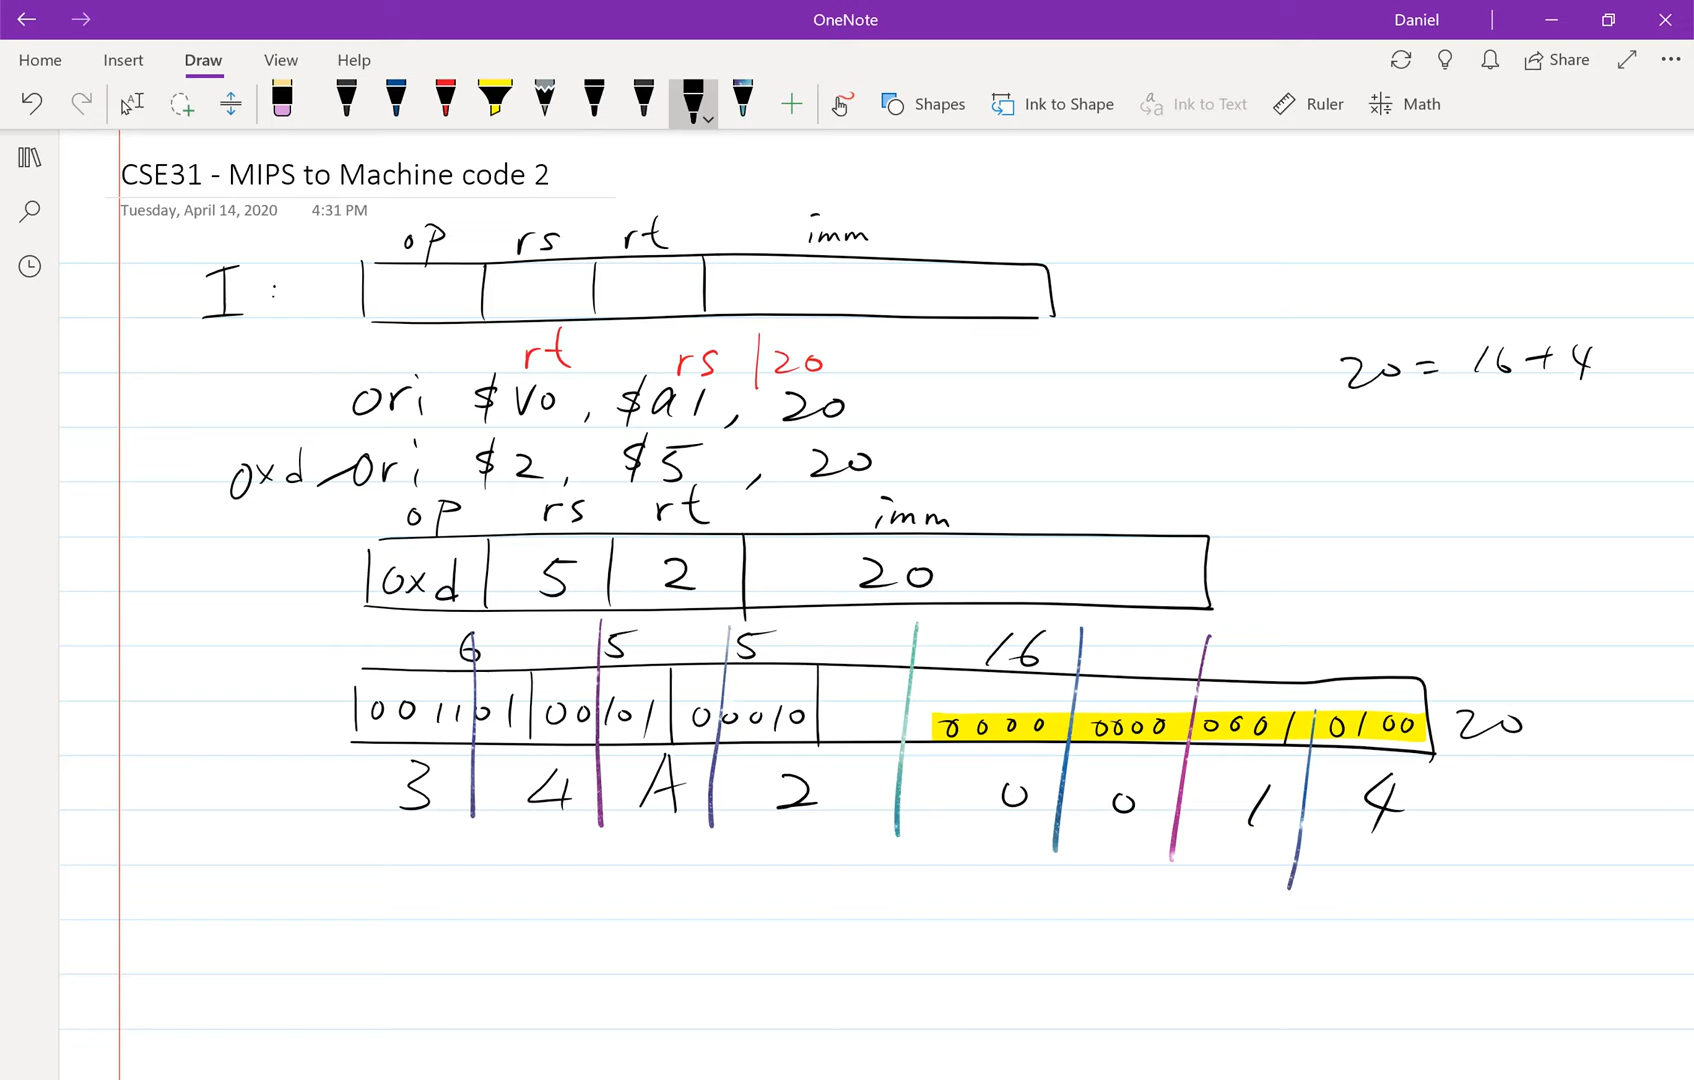 OneNote
Daniel
Home Insert Draw View Help
Share
Shapes Ink to Shape Ink to Text Ruler Math
CSE31 - MIPS to Machine code 2
Tuesday, April 14, 2020 4:31 PM
op rs rt imm
I :
rt rs | 20
20 = 16 + 4
ori $v0, $a1, 20
0xd ori $2, $5, 20
op rs rt imm
0xd 5 2 20
6 5 5 16
001101 00101 00010 0000 0000 0001 0100 20
3 4 A 2 0 0 1 4